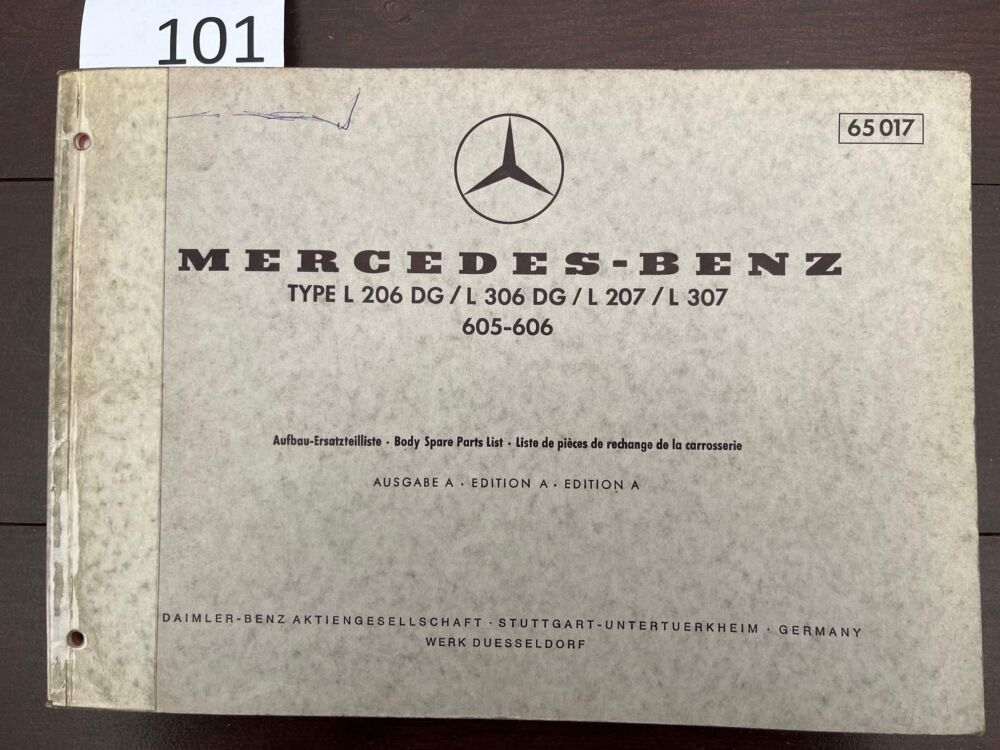 101
65 017
MERCEDES-BENZ
TYPE L 206 DG / L 306 DG / L 207 / L 307
605-606
Aufbau-Ersatzteilliste · Body Spare Parts List · Liste de pièces de rechange de la carrosserie
AUSGABE A · EDITION A · EDITION A
DAIMLER-BENZ AKTIENGESELLSCHAFT · STUTTGART-UNTERTUERKHEIM · GERMANY
WERK DUESSELDORF